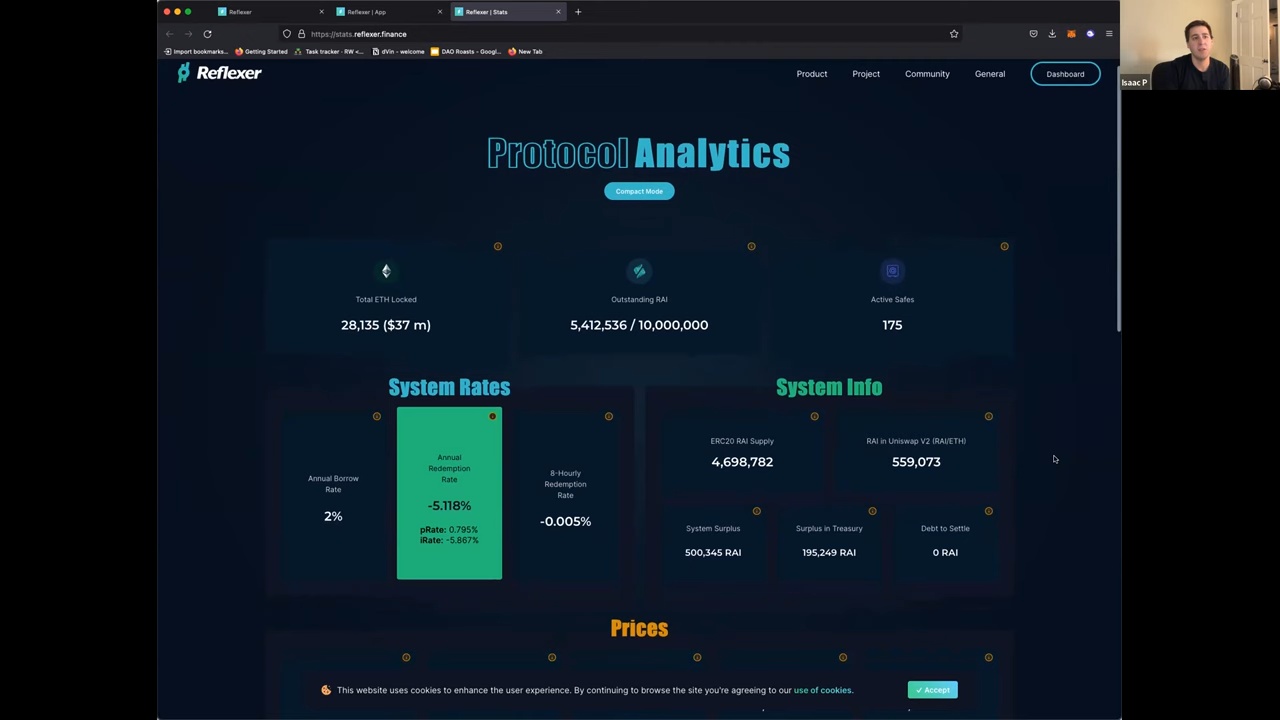 Reflexer
Reflexer | App
Reflexer | Stats
https://stats.reflexer.finance
Import bookmarks...
Getting Started
Task tracker - RW <...
dVin - welcome
DAO Roasts - Googl...
New Tab
Reflexer
Product
Project
Community
General
Dashboard
Isaac P
Protocol Analytics
Compact Mode
Total ETH Locked
28,135 ($37 m)
Outstanding RAI
5,412,536 / 10,000,000
Active Safes
175
System Rates
Annual Borrow
Rate
2%
Annual
Redemption
Rate
-5.118%
pRate: 0.795%
iRate: -5.867%
8-Hourly
Redemption
Rate
-0.005%
System Info
ERC20 RAI Supply
4,698,782
RAI in Uniswap V2 (RAI/ETH)
559,073
System Surplus
500,345 RAI
Surplus in Treasury
195,249 RAI
Debt to Settle
0 RAI
Prices
This website uses cookies to enhance the user experience. By continuing to browse the site you're agreeing to our use of cookies.
✓ Accept